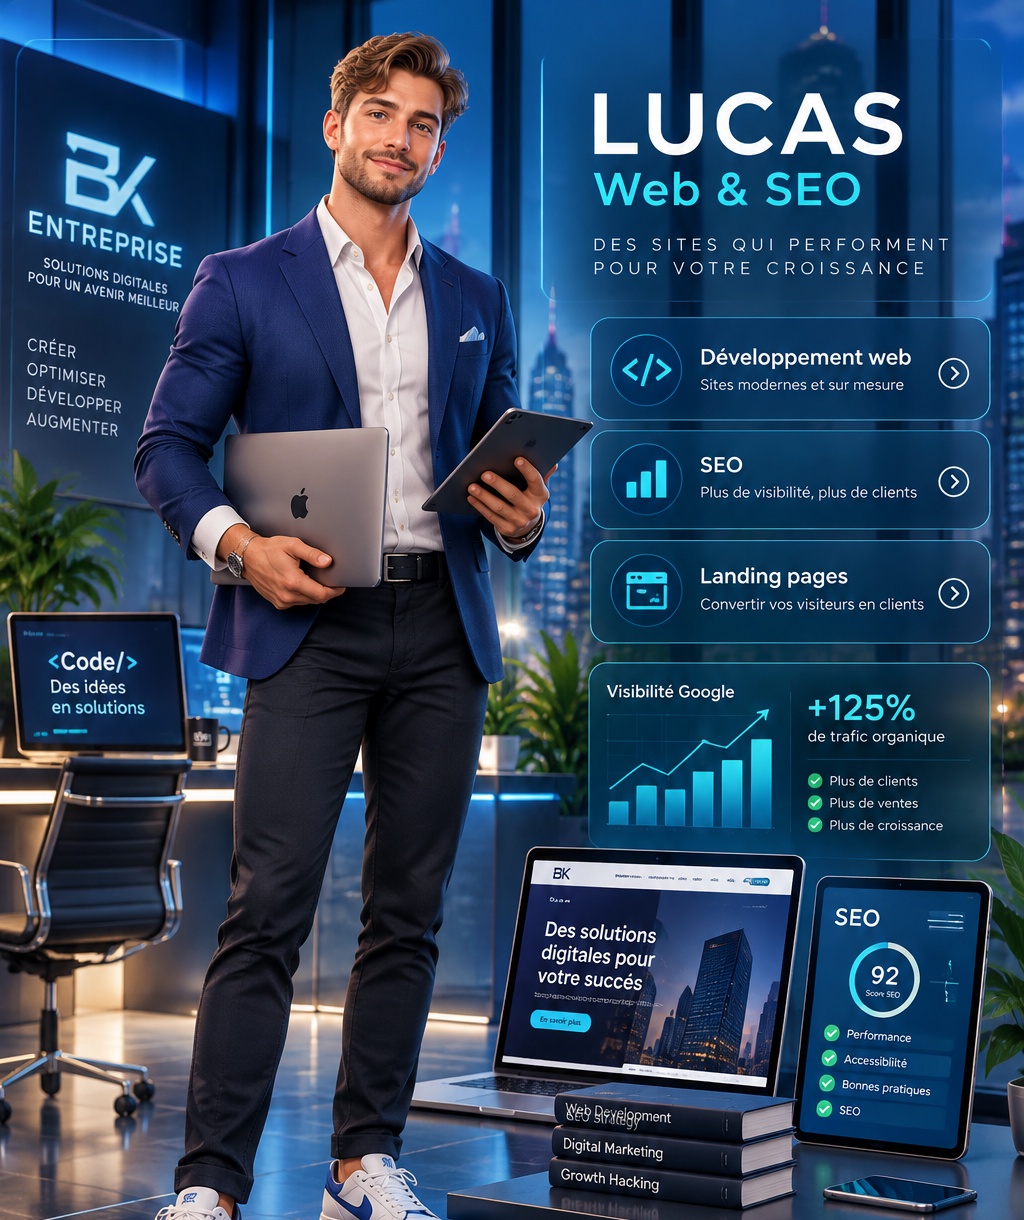 BK
ENTREPRISE
SOLUTIONS DIGITALES
POUR UN AVENIR MEILLEUR
CRÉER
OPTIMISER
DÉVELOPPER
AUGMENTER
LUCAS
Web & SEO
DES SITES QUI PERFORMENT
POUR VOTRE CROISSANCE
</>
Développement web
Sites modernes et sur mesure
SEO
Plus de visibilité, plus de clients
Landing pages
Convertir vos visiteurs en clients
Visibilité Google
+125%
de trafic organique
Plus de clients
Plus de ventes
Plus de croissance
<Code/>
Des idées
en solutions
BK
Des solutions
digitales pour
votre succés
En savoir plus
SEO
92
Score SEO
Performance
Accessibilité
Bonnes pratiques
SEO
Web Development
SEO Strategy
Digital Marketing
Growth Hacking